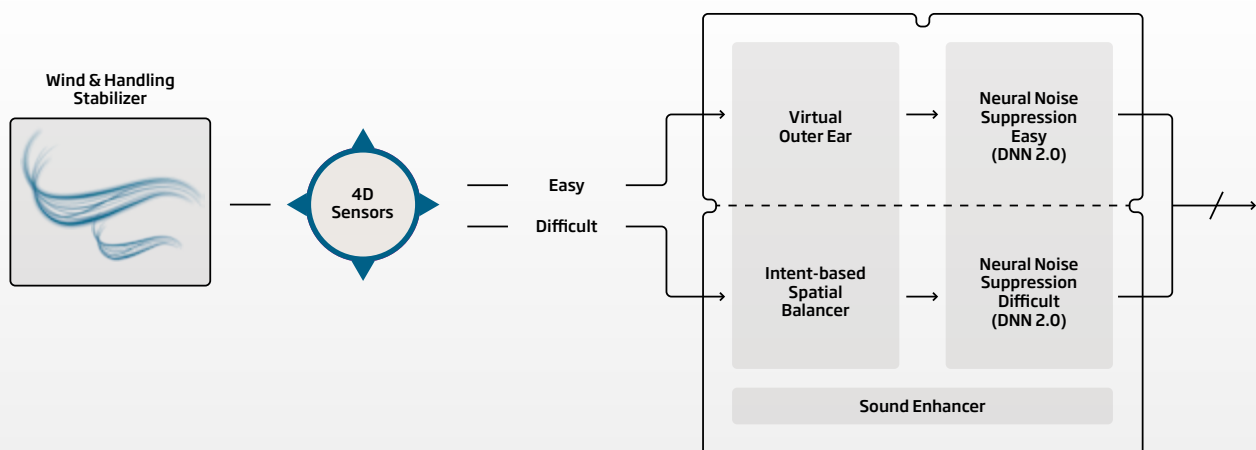 Wind & Handling
Stabilizer
4D
Sensors
Easy
Difficult
Virtual
Outer Ear
Neural Noise
Suppression
Easy
(DNN 2.0)
Intent-based
Spatial
Balancer
Neural Noise
Suppression
Difficult
(DNN 2.0)
Sound Enhancer